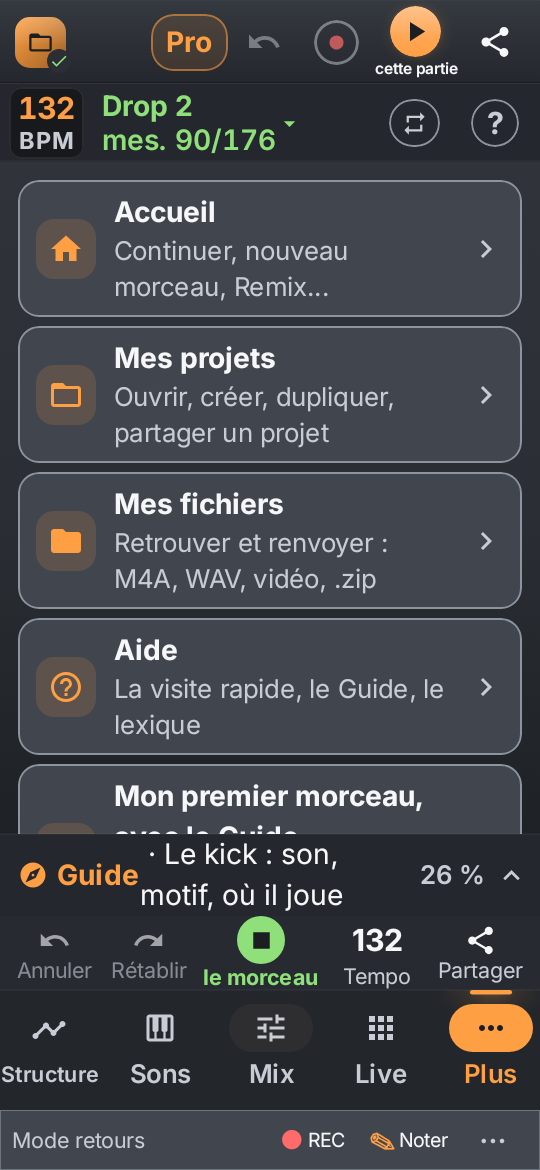 Pro
cette partie
132
BPM
Drop 2
mes. 90/176
?
Accueil
Continuer, nouveau
morceau, Remix...
Mes projets
Ouvrir, créer, dupliquer,
partager un projet
Mes fichiers
Retrouver et renvoyer :
M4A, WAV, vidéo, .zip
Aide
La visite rapide, le Guide, le
lexique
Mon premier morceau,
avec le Guide
Guide · Le kick : son,
motif, où il joue
26 %
Annuler
Rétablir
le morceau
132
Tempo
Partager
Structure
Sons
Mix
Live
Plus
Mode retours
REC
Noter